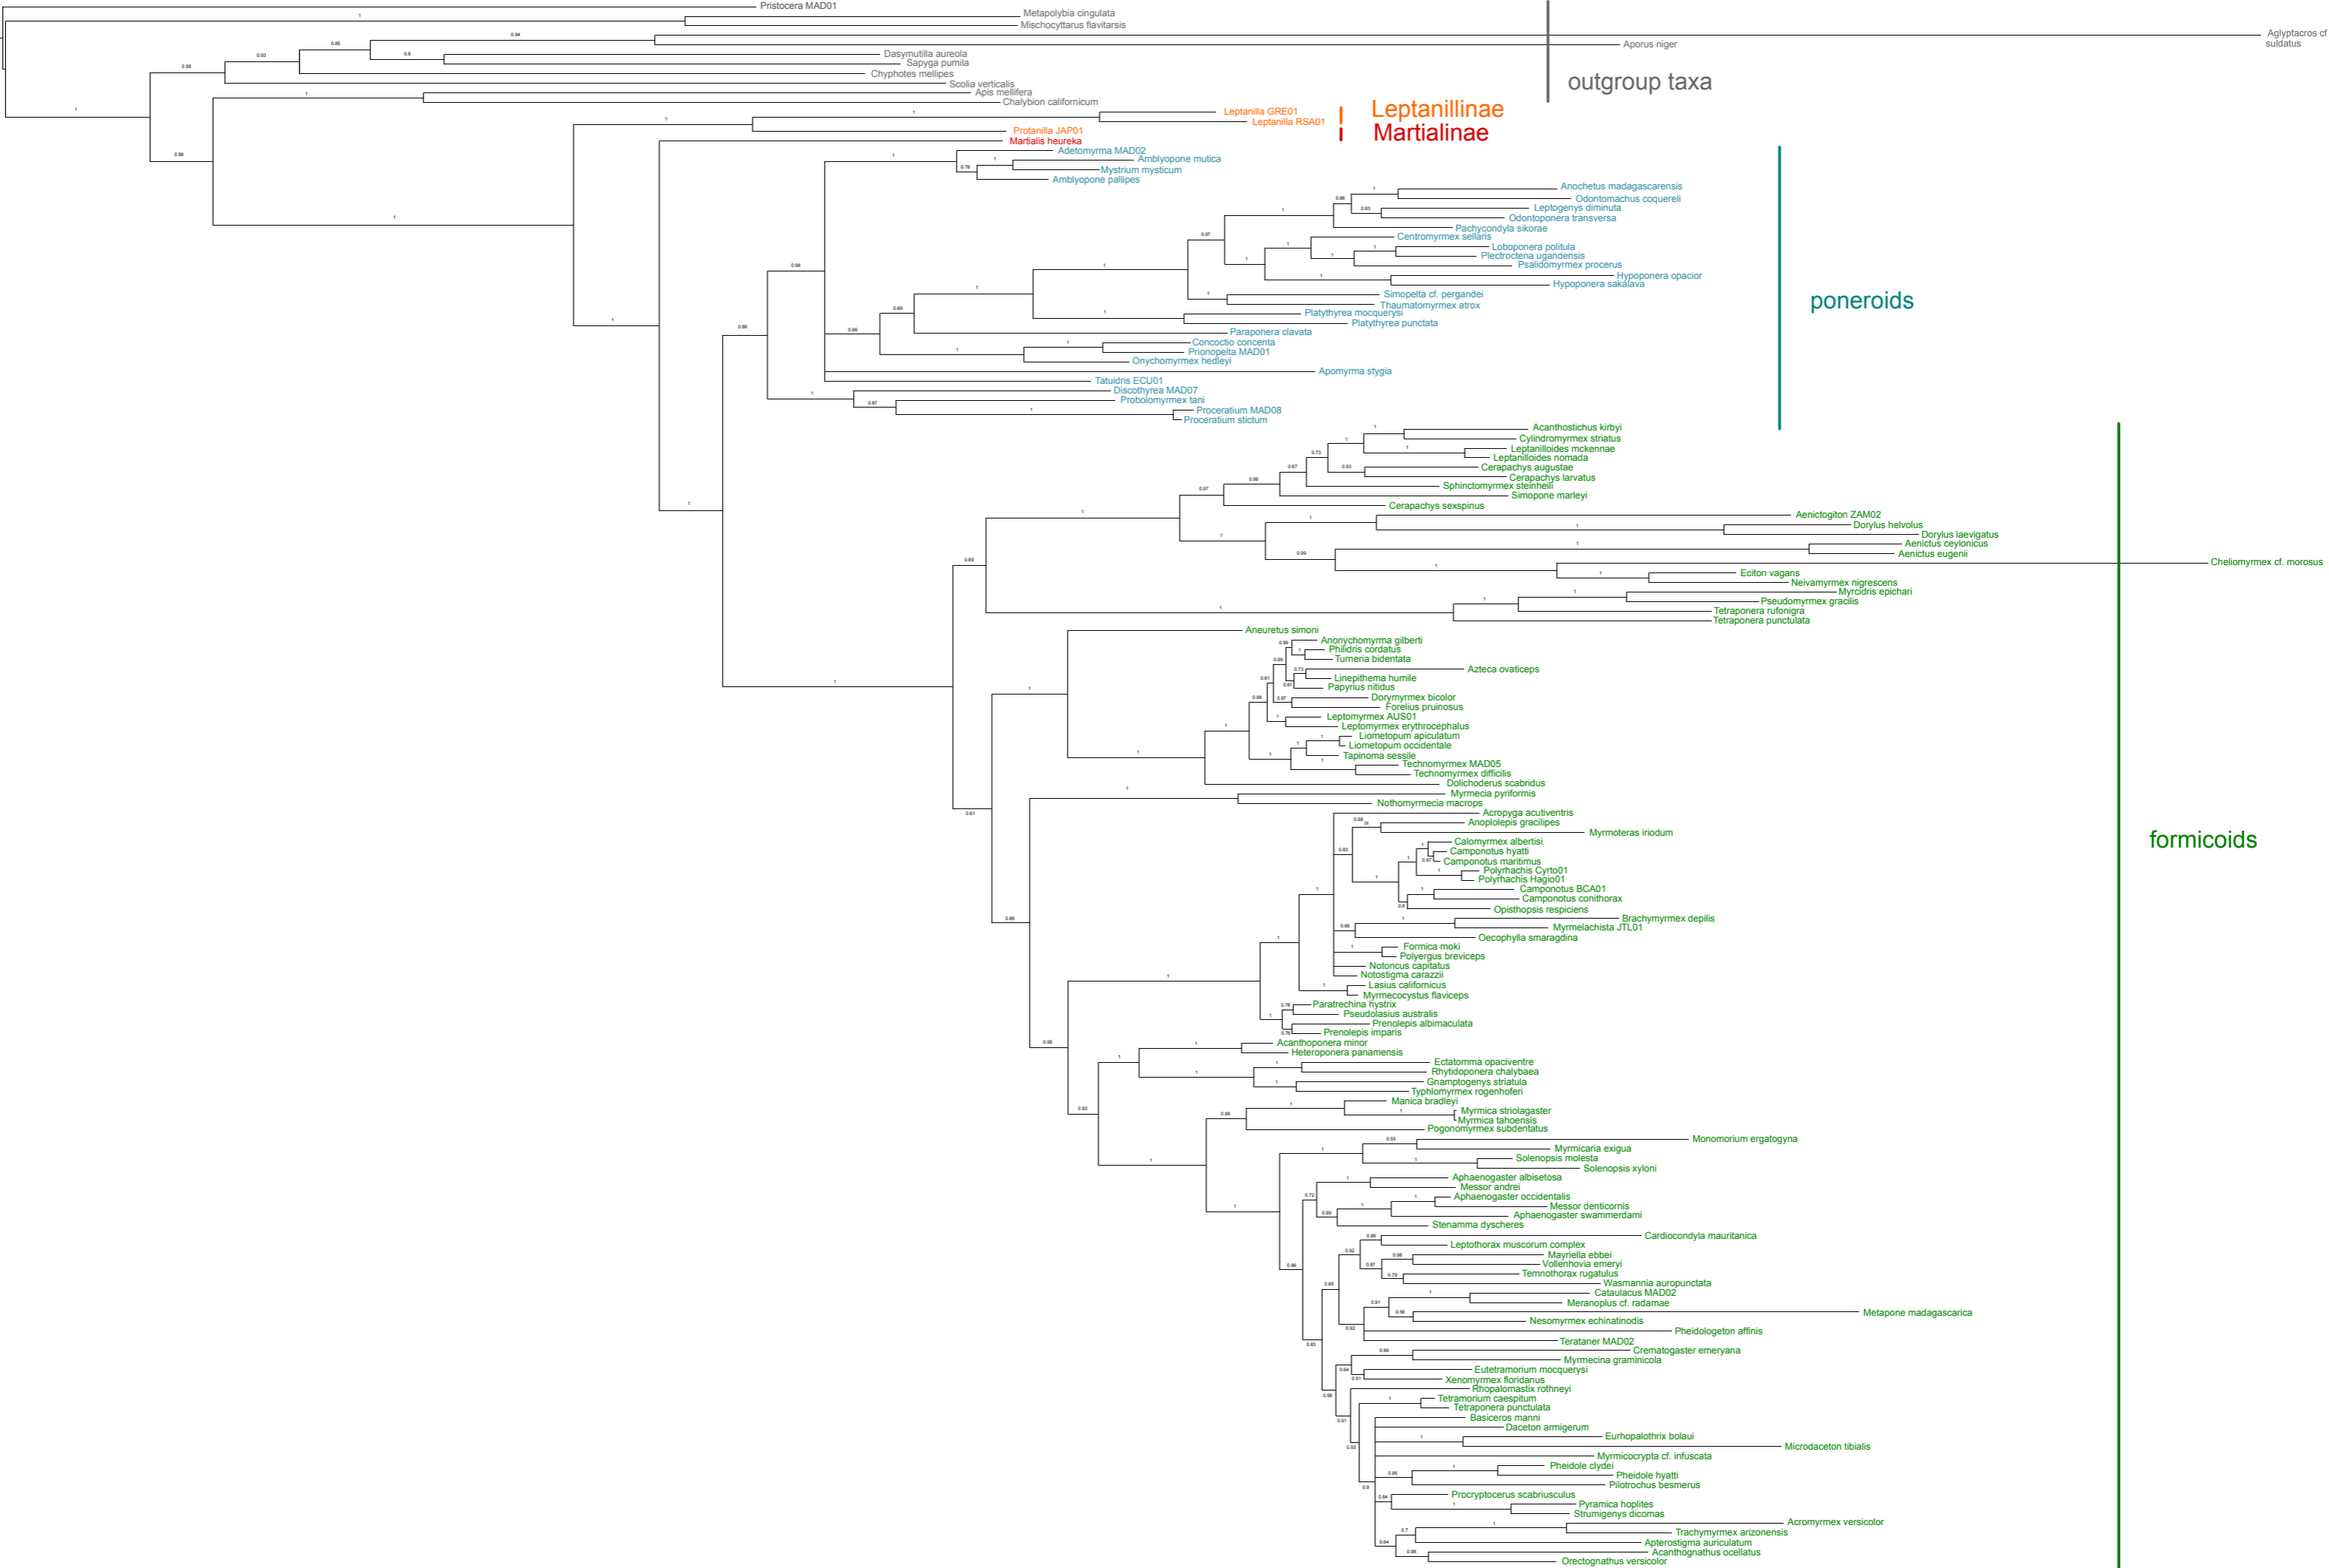 Pristocera MAD01
Metapolybia cingulata
Mischocyttarus flavitarsis
Aglyptacros cf
suldatus
Aporus niger
Dasymutilla aureola
Sapyga pumila
Chyphotes mellipes
Scolia verticalis
outgroup taxa
Apis mellifera
Chalybion californicum
Leptanilla GRE01
Leptanillinae
Leptanilla RSA01
Protanilla JAP01
Martialinae
Martialis heureka
Adetomyrma MAD02
Amblyopone mutica
Mystrium mysticum
Amblyopone pallipes
Anochetus madagascarensis
Odontomachus coquereli
Leptogenys diminuta
Odontoponera transversa
Pachycondyla sikorae
Centromyrmex sellaris
Loboponera politula
Plectroctena ugandensis
Psalidomyrmex procerus
Hypoponera opacior
Hypoponera sakalava
Simopelta cf. pergandei
poneroids
Thaumatomyrmex atrox
Platythyrea mocquerysi
Platythyrea punctata
Paraponera clavata
Concoctio concenta
Prionopelta MAD01
Onychomyrmex hedleyi
Apomyrma stygia
Tatuidris ECU01
Discothyrea MAD07
Probolomyrmex tani
Proceratium MAD08
Proceratium stictum
Acanthostichus kirbyi
Cylindromyrmex striatus
Leptanilloides mckennae
Leptanilloides nomada
Cerapachys augustae
Cerapachys larvatus
Sphinctomyrmex steinheili
Simopone marleyi
Cerapachys sexspinus
Aenictogiton ZAM02
Dorylus helvolus
Dorylus laevigatus
Aenictus ceylonicus
Aenictus eugenii
Cheliomyrmex cf. morosus
Eciton vagans
Neivamyrmex nigrescens
Myrcidris epichari
Pseudomyrmex gracilis
Tetraponera rufonigra
Tetraponera punctulata
Aneuretus simoni
Anonychomyrma gilberti
Philidris cordatus
Turneria bidentata
Azteca ovaticeps
Linepithema humile
Papyrius nitidus
Dorymyrmex bicolor
Forelius pruinosus
Leptomyrmex AUS01
Leptomyrmex erythrocephalus
Liometopum apiculatum
Liometopum occidentale
Tapinoma sessile
Technomyrmex MAD05
Technomyrmex difficilis
Dolichoderus scabridus
Myrmecia pyriformis
Nothomyrmecia macrops
Acropyga acutiventris
Anoplolepis gracilipes
Myrmoteras iriodum
formicoids
Calomyrmex albertisi
Camponotus hyatti
Camponotus maritimus
Polyrhachis Cyrto01
Polyrhachis Hagio01
Camponotus BCA01
Camponotus conithorax
Opisthopsis respiciens
Brachymyrmex depilis
Myrmelachista JTL01
Oecophylla smaragdina
Formica moki
Polyergus breviceps
Notoncus capitatus
Notostigma carazzii
Lasius californicus
Myrmecocystus flaviceps
Paratrechina hystrix
Pseudolasius australis
Prenolepis albimaculata
Prenolepis imparis
Acanthoponera minor
Heteroponera panamensis
Ectatomma opaciventre
Rhytidoponera chalybaea
Gnamptogenys striatula
Typhlomyrmex rogenhoferi
Manica bradleyi
Myrmica striolagaster
Myrmica tahoensis
Pogonomyrmex subdentatus
Monomorium ergatogyna
Myrmicaria exigua
Solenopsis molesta
Solenopsis xyloni
Aphaenogaster albisetosa
Messor andrei
Aphaenogaster occidentalis
Messor denticornis
Aphaenogaster swammerdami
Stenamma dyscheres
Cardiocondyla mauritanica
Leptothorax muscorum complex
Mayriella ebbei
Vollenhovia emeryi
Temnothorax rugatulus
Wasmannia auropunctata
Cataulacus MAD02
Meranoplus cf. radamae
Metapone madagascarica
Nesomyrmex echinatinodis
Pheidologeton affinis
Terataner MAD02
Crematogaster emeryana
Myrmecina graminicola
Eutetramorium mocquerysi
Xenomyrmex floridanus
Rhopalomastix rothneyi
Tetramorium caespitum
Tetraponera punctulata
Basiceros manni
Daceton armigerum
Eurhopalothrix bolaui
Microdaceton tibialis
Myrmicocrypta cf. infuscata
Pheidole clydei
Pheidole hyatti
Pilotrochus besmerus
Procryptocerus scabriusculus
Pyramica hoplites
Strumigenys dicomas
Acromyrmex versicolor
Trachymyrmex arizonensis
Apterostigma auriculatum
Acanthognathus ocellatus
Orectognathus versicolor